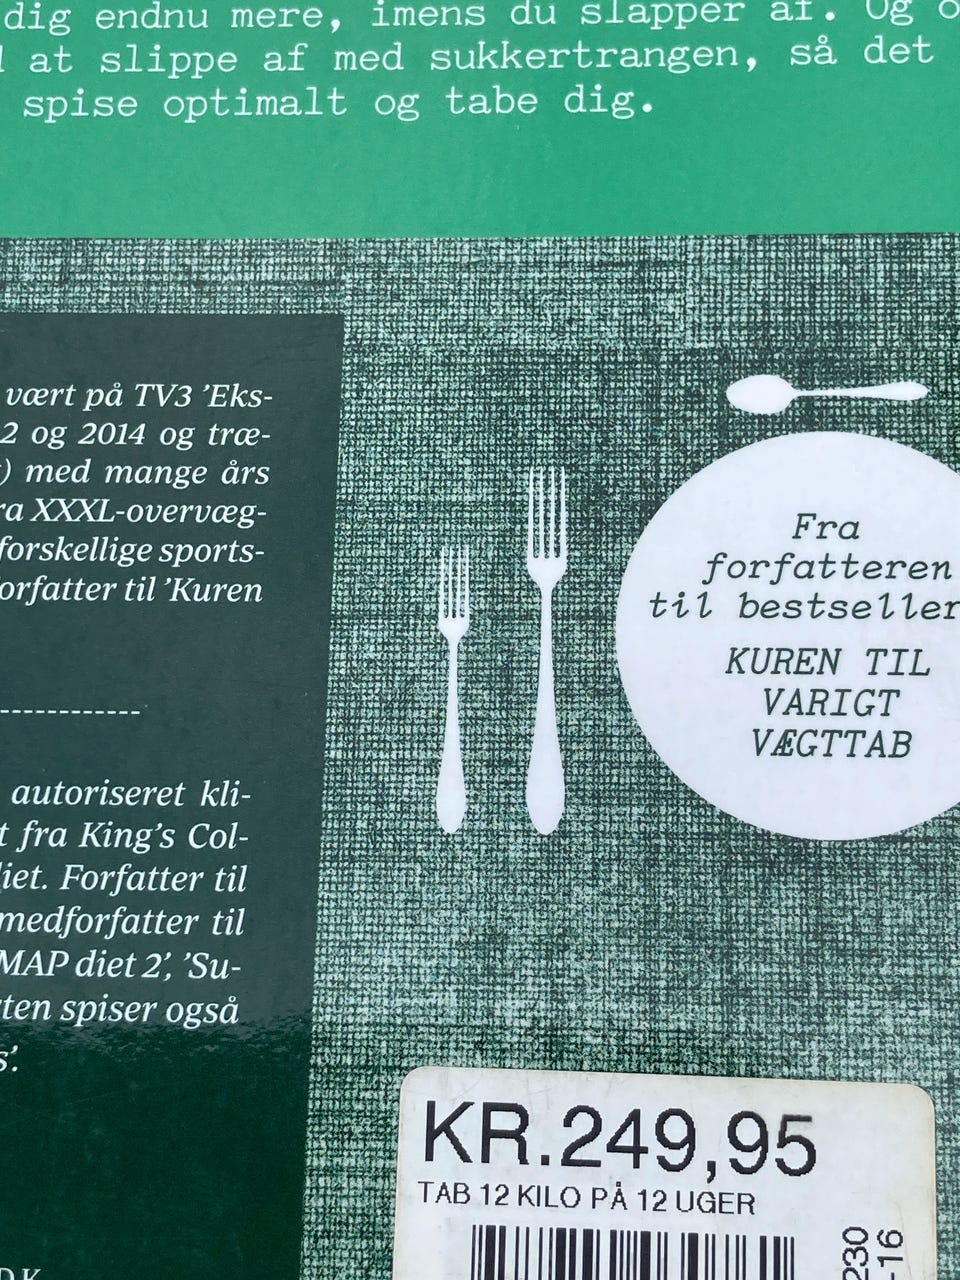 dig endnu mere, imens du slapper af. Og
at slippe af med sukkertrangen, så det
spise optimalt og tabe dig.
vært på TV3 'Eks-
2 og 2014 og træ-
) med mange års
ra XXXL-overvæg-
forskellige sports-
orfatter til 'Kuren
autoriseret kli-
t fra King's Col-
iet. Forfatter til
medforfatter til
MAP diet 2', 'Su-
ten spiser også
s'.
Fra
forfatteren
til bestseller
KUREN TIL
VARIGT
VÆGTTAB
KR.249,95
TAB 12 KILO PÅ 12 UGER
230
-16